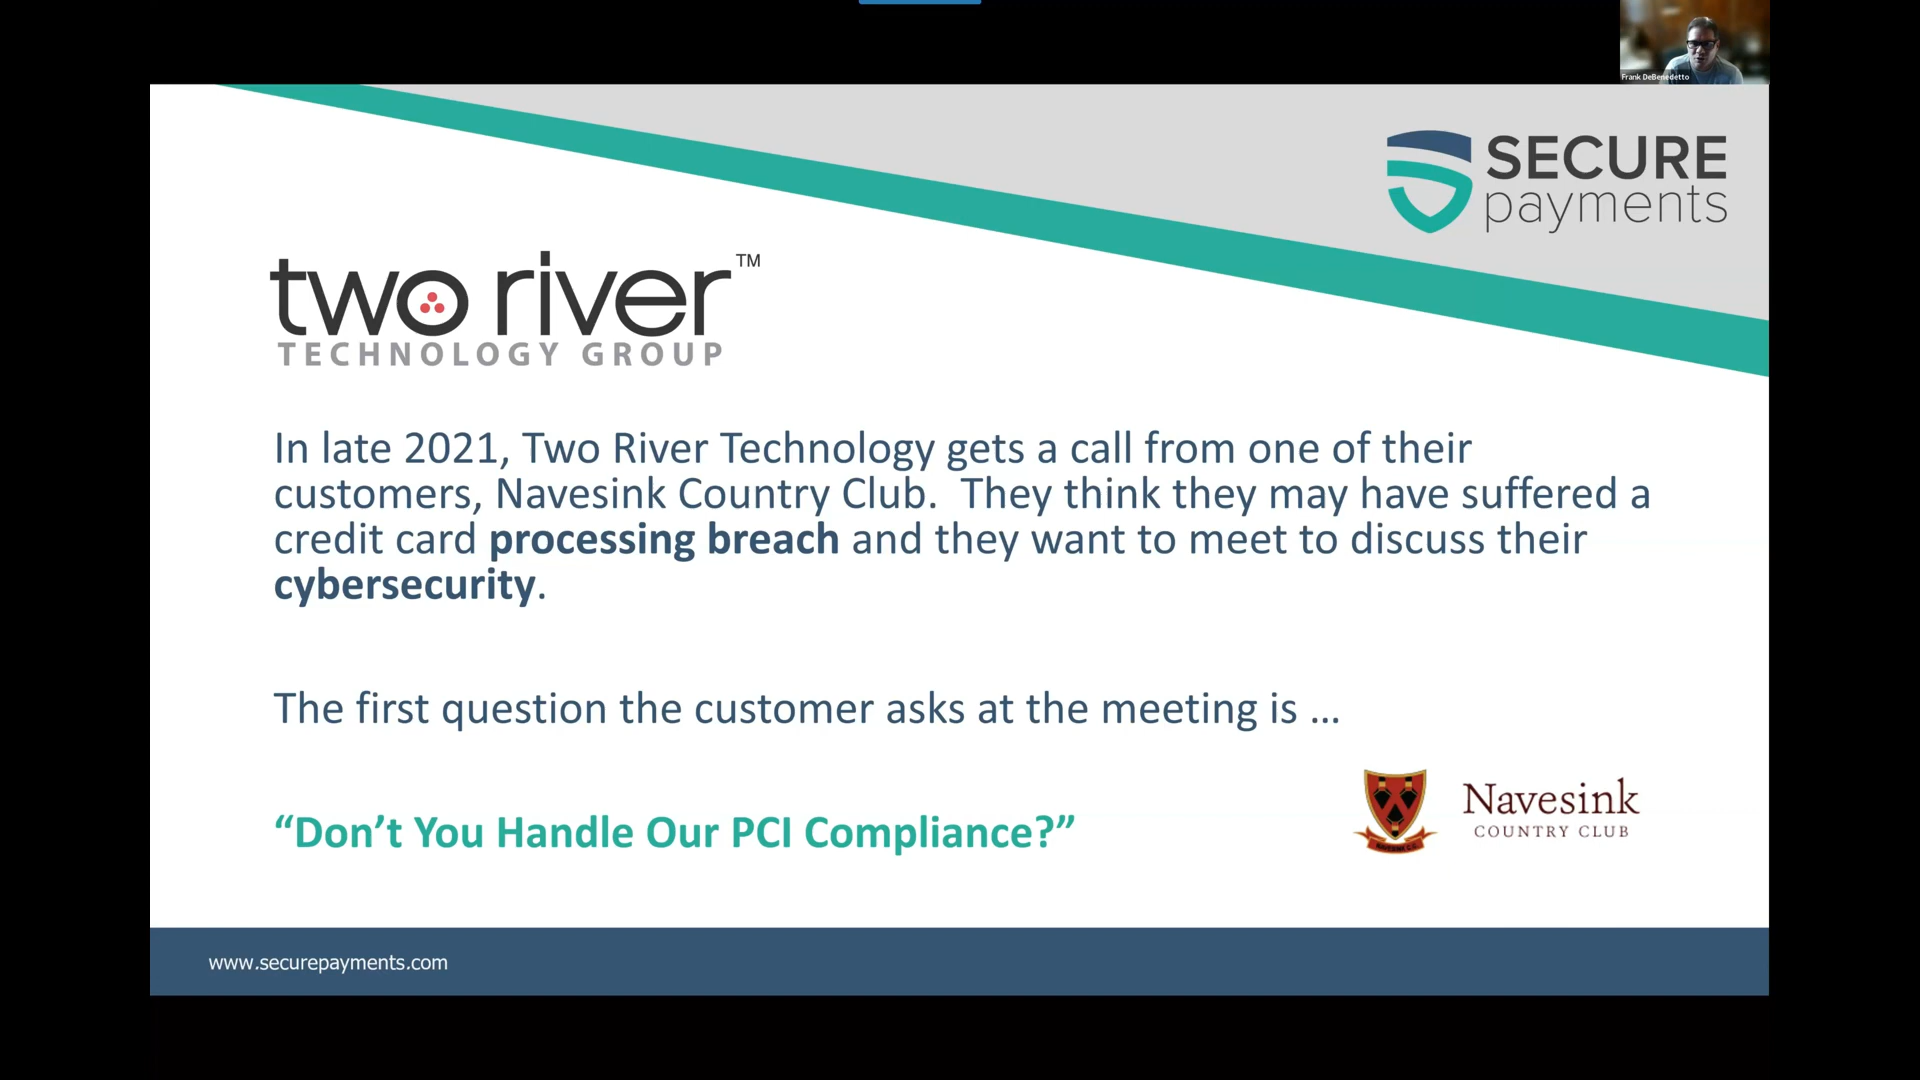 Frank DeBenedetto
SECURE
payments
two river™
TECHNOLOGY GROUP
In late 2021, Two River Technology gets a call from one of their
customers, Navesink Country Club.  They think they may have suffered a
credit card processing breach and they want to meet to discuss their
cybersecurity.
The first question the customer asks at the meeting is ...
“Don’t You Handle Our PCI Compliance?”
Navesink
COUNTRY CLUB
www.securepayments.com